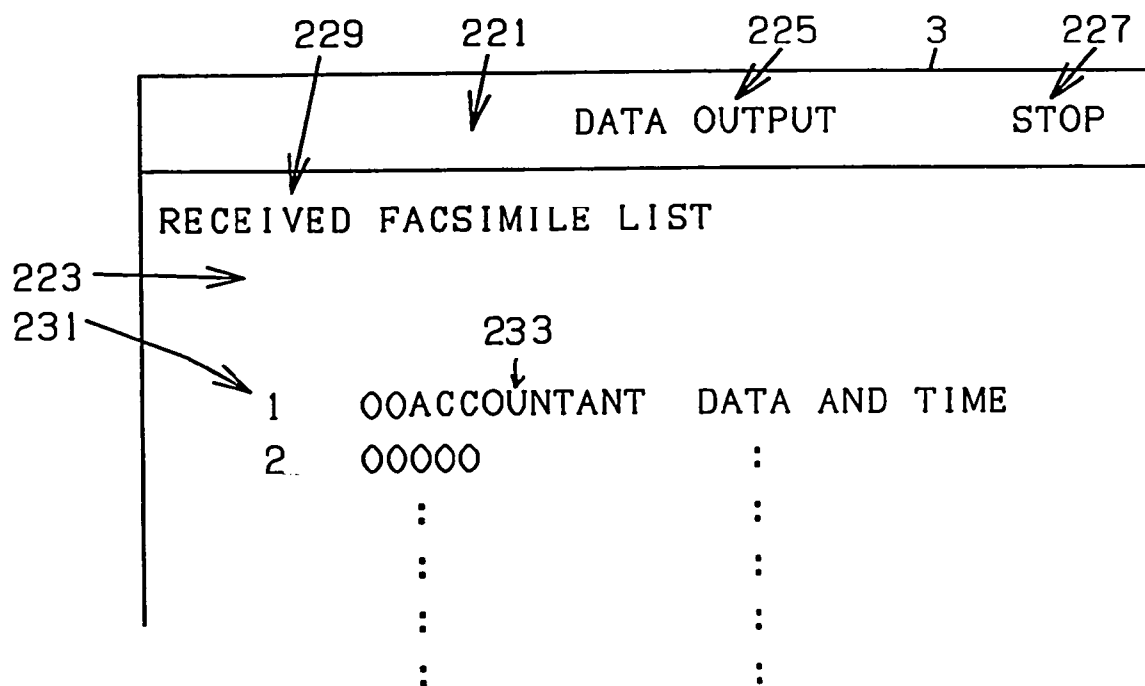 229 221 225 3 227
DATA OUTPUT STOP
RECEIVED FACSIMILE LIST
223
231
233
1 OOACCOUNTANT DATA AND TIME
2 OOOOO :
: :
: :
: :
: :